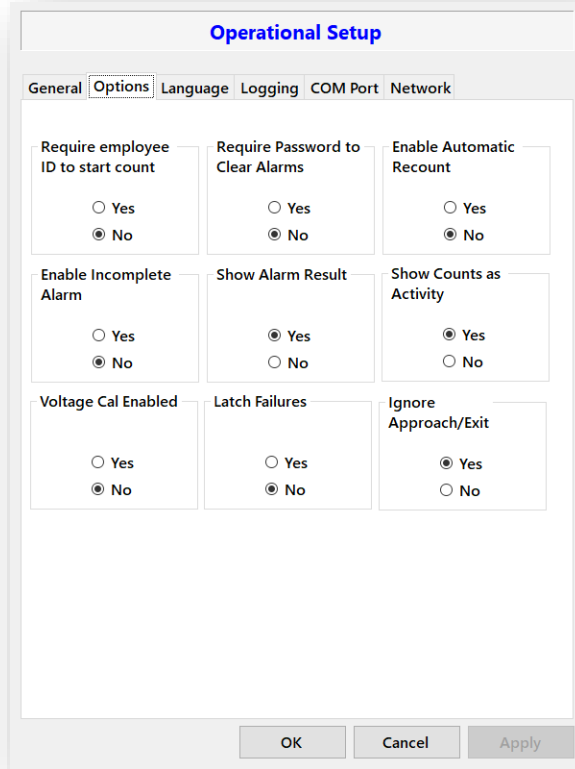 Operational Setup
General Options Language Logging COM Port Network
Require employee
ID to start count
Yes
No
Require Password to
Clear Alarms
Yes
No
Enable Automatic
Recount
Yes
No
Enable Incomplete
Alarm
Yes
No
Show Alarm Result
Yes
No
Show Counts as
Activity
Yes
No
Voltage Cal Enabled
Yes
No
Latch Failures
Yes
No
Ignore
Approach/Exit
Yes
No
OK Cancel Apply